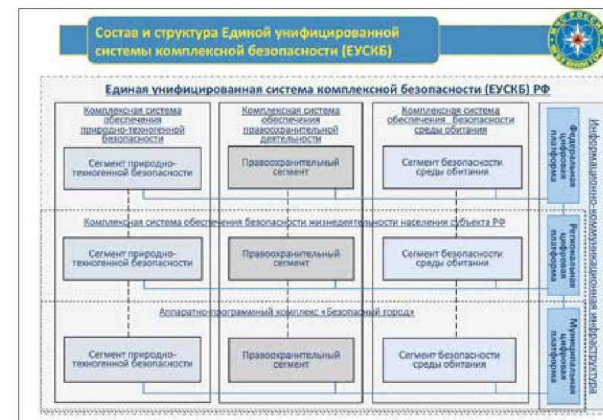 Состав и структура Единой унифицированной
системы комплексной безопасности (ЕУСКБ)
МЧС РОССИИ
Единая унифицированная система комплексной безопасности (ЕУСКБ) РФ
Комплексная система
обеспечения
природно-техногенной
безопасности
Комплексная система
обеспечения
правоохранительной
деятельности
Комплексная система
обеспечения безопасности
среды обитания
Сегмент природно-
техногенной безопасности
Правоохранительный
сегмент
Сегмент безопасности
среды обитания
Федеральная
цифровая
платформа
Комплексная система обеспечения безопасности жизнедеятельности населения субъекта РФ
Сегмент природно-
техногенной безопасности
Правоохранительный
сегмент
Сегмент безопасности
среды обитания
Региональная
цифровая
платформа
Аппаратно-программный комплекс «Безопасный город»
Сегмент природно-
техногенной безопасности
Правоохранительный
сегмент
Сегмент безопасности
среды обитания
Муниципальная
цифровая
платформа
Информационно-коммуникационная инфраструктура